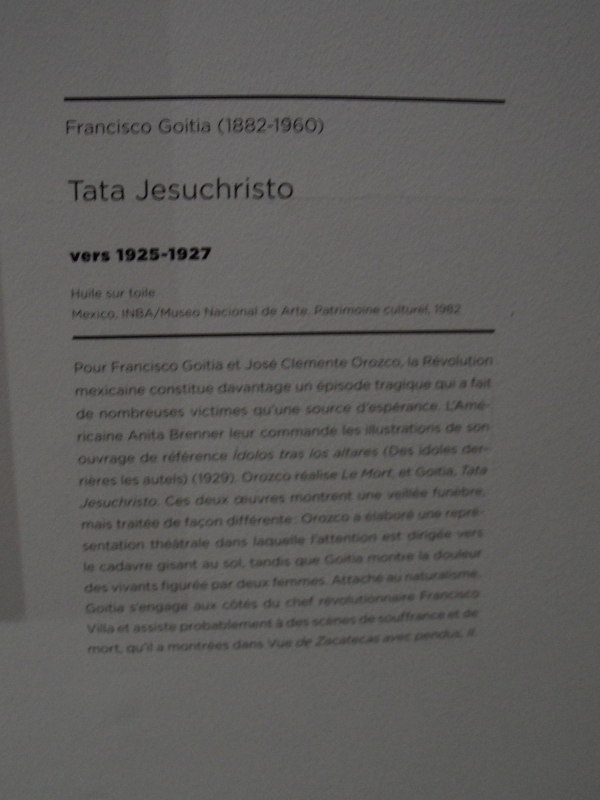 Francisco Goitia (1882-1960)
Tata Jesuchristo
vers 1925-1927
Huile sur toile
Mexico, INBA/Museo Nacional de Arte. Patrimoine culturel, 1982
Pour Francisco Goitia et José Clemente Orozco, la Révolution
mexicaine constitue davantage un épisode tragique qui a fait
de nombreuses victimes qu'une source d'espérance. L'Amé-
ricaine Anita Brenner leur commande les illustrations de son
ouvrage de référence Ídolos tras los altares (Des idoles der-
rières les autels) (1929). Orozco réalise Le Mort, et Goitia, Tata
Jesuchristo. Ces deux œuvres montrent une veillée funèbre,
mais traitée de façon différente : Orozco a élaboré une repré-
sentation théâtrale dans laquelle l'attention est dirigée vers
le cadavre gisant au sol, tandis que Goitia montre la douleur
des vivants figurée par deux femmes. Attaché au naturalisme,
Goitia s'engage aux côtés du chef révolutionnaire Francisco
Villa et assiste probablement à des scènes de souffrance et de
mort, qu'il a montrées dans Vue de Zacatecas avec pendus, II.